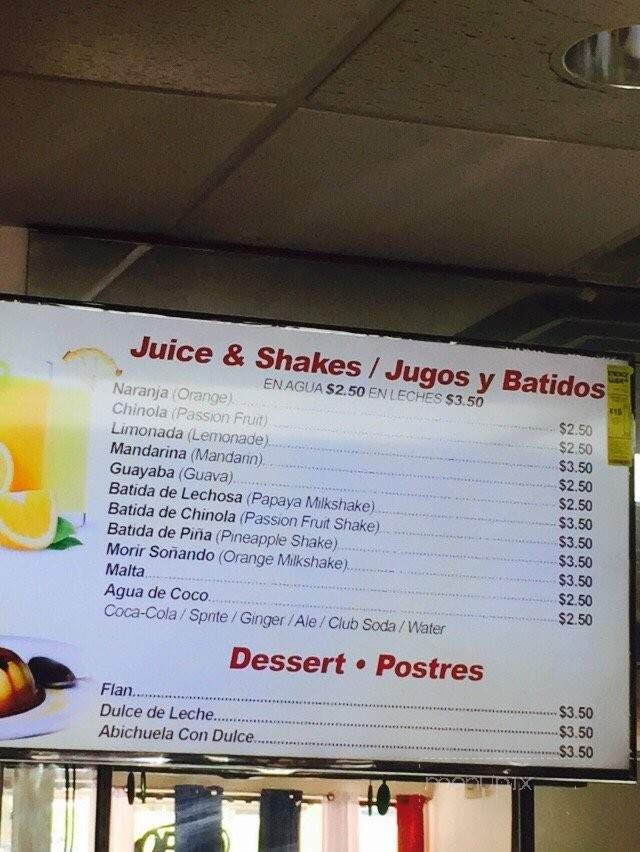 Juice & Shakes / Jugos y Batidos
EN AGUA $2.50 EN LECHES $3.50
Naranja (Orange) $2.50
Chinola (Passion Fruit) $2.50
Limonada (Lemonade) $3.50
Mandarina (Mandarin) $2.50
Guayaba (Guava) $2.50
Batida de Lechosa (Papaya Milkshake) $3.50
Batida de Chinola (Passion Fruit Shake) $3.50
Batida de Piña (Pineapple Shake) $3.50
Morir Soñando (Orange Milkshake) $3.50
Malta $2.50
Agua de Coco $2.50
Coca-Cola / Sprite / Ginger / Ale / Club Soda / Water
Dessert • Postres
Flan $3.50
Dulce de Leche $3.50
Abichuela Con Dulce $3.50
menupix